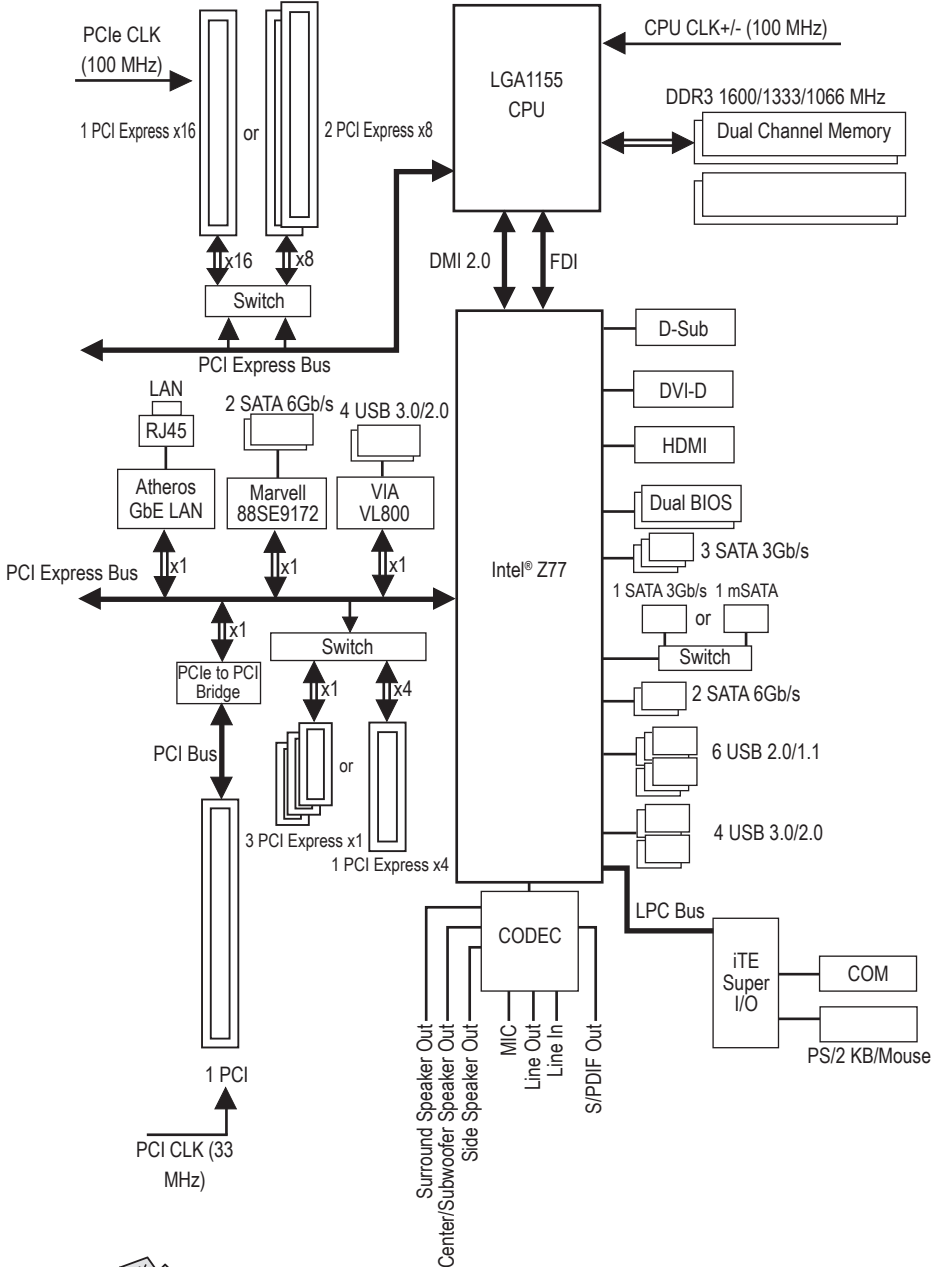 PCIe CLK
(100 MHz)
1 PCI Express x16
or
2 PCI Express x8
x16
x8
Switch
PCI Express Bus
CPU CLK+/- (100 MHz)
LGA1155
CPU
DDR3 1600/1333/1066 MHz
Dual Channel Memory
DMI 2.0
FDI
LAN
RJ45
Atheros
GbE LAN
x1
2 SATA 6Gb/s
Marvell
88SE9172
x1
4 USB 3.0/2.0
VIA
VL800
x1
PCI Express Bus
x1
PCIe to PCI
Bridge
PCI Bus
Switch
x1
x4
or
3 PCI Express x1
1 PCI Express x4
1 PCI
PCI CLK (33
MHz)
Intel® Z77
D-Sub
DVI-D
HDMI
Dual BIOS
3 SATA 3Gb/s
1 SATA 3Gb/s
1 mSATA
or
Switch
2 SATA 6Gb/s
6 USB 2.0/1.1
4 USB 3.0/2.0
LPC Bus
iTE
Super
I/O
COM
PS/2 KB/Mouse
CODEC
Surround Speaker Out
Center/Subwoofer Speaker Out
Side Speaker Out
MIC
Line Out
Line In
S/PDIF Out